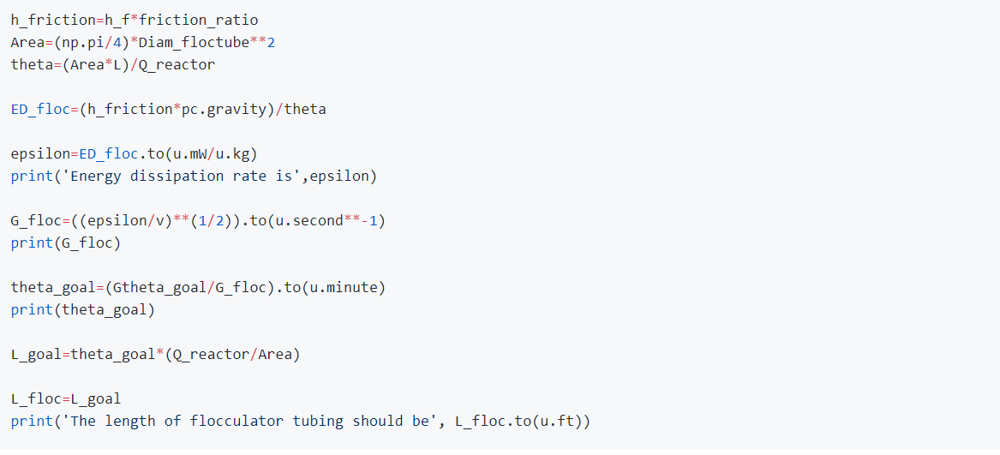 h_friction=h_f*friction_ratio
Area=(np.pi/4)*Diam_floctube**2
theta=(Area*L)/Q_reactor
ED_floc=(h_friction*pc.gravity)/theta
epsilon=ED_floc.to(u.mW/u.kg)
print('Energy dissipation rate is',epsilon)
G_floc=((epsilon/v)**(1/2)).to(u.second**-1)
print(G_floc)
theta_goal=(Gtheta_goal/G_floc).to(u.minute)
print(theta_goal)
L_goal=theta_goal*(Q_reactor/Area)
L_floc=L_goal
print('The length of flocculator tubing should be', L_floc.to(u.ft))